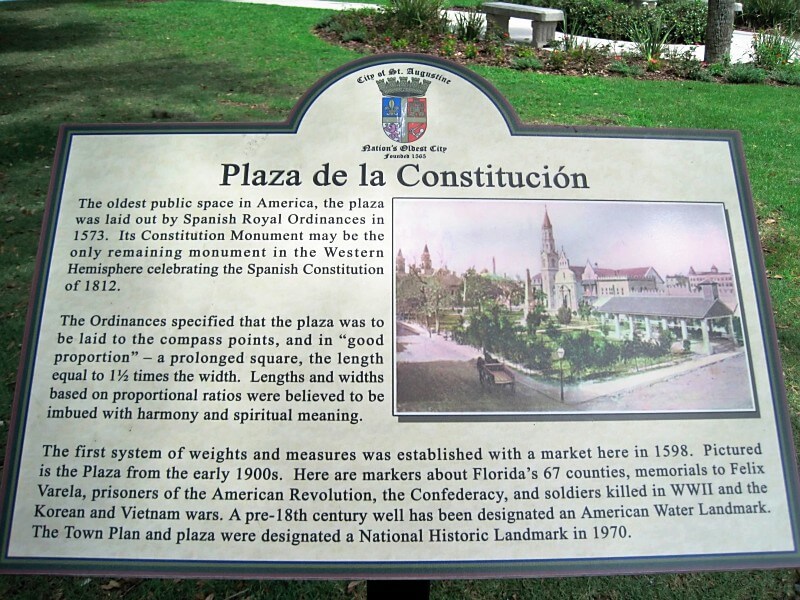 City of St. Augustine
Nation's Oldest City
Founded 1565
Plaza de la Constitución
The oldest public space in America, the plaza
was laid out by Spanish Royal Ordinances in
1573. Its Constitution Monument may be the
only remaining monument in the Western
Hemisphere celebrating the Spanish Constitution
of 1812.
The Ordinances specified that the plaza was to
be laid to the compass points, and in “good
proportion” – a prolonged square, the length
equal to 1½ times the width. Lengths and widths
based on proportional ratios were believed to be
imbued with harmony and spiritual meaning.
The first system of weights and measures was established with a market here in 1598. Pictured
is the Plaza from the early 1900s. Here are markers about Florida's 67 counties, memorials to Felix
Varela, prisoners of the American Revolution, the Confederacy, and soldiers killed in WWII and the
Korean and Vietnam wars. A pre-18th century well has been designated an American Water Landmark.
The Town Plan and plaza were designated a National Historic Landmark in 1970.